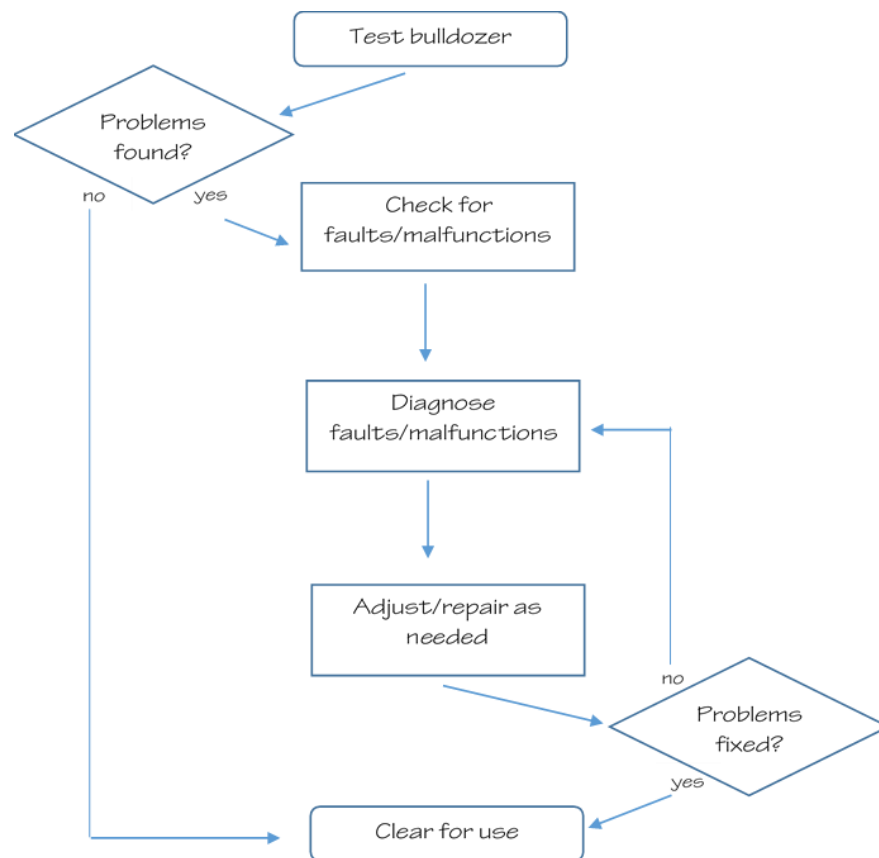 Test bulldozer
Problems
found?
no
yes
Check for
faults/malfunctions
Diagnose
faults/malfunctions
Adjust/repair as
needed
no
Problems
fixed?
yes
Clear for use